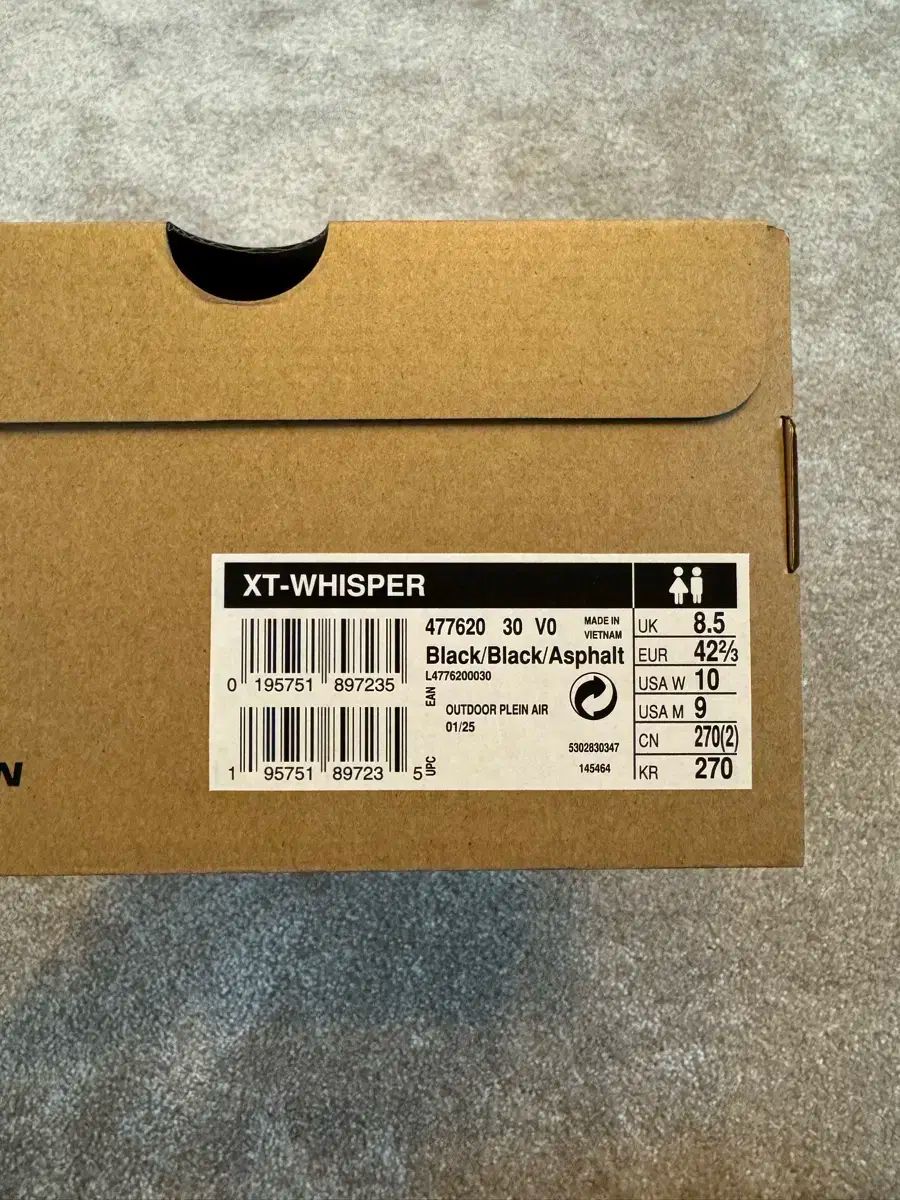 XT-WHISPER
0 195751 897235
EAN
1 95751 89723 5
UPC
477620 30 V0
MADE IN
VIETNAM
Black/Black/Asphalt
L4776200030
OUTDOOR PLEIN AIR
01/25
5302830347
145464
UK 8.5
EUR 42⅔
USA W 10
USA M 9
CN 270(2)
KR 270
N